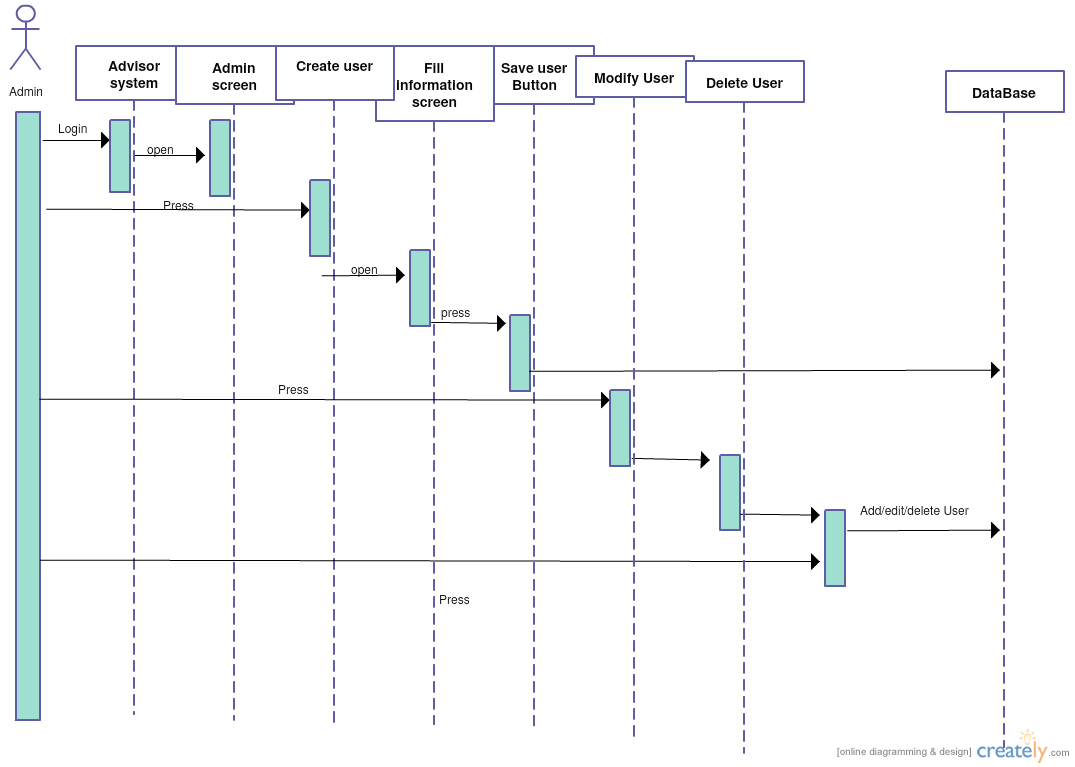 Admin
Advisor
system
Admin
screen
Create user
Fill
Information
screen
Save user
Button
Modify User
Delete User
DataBase
Login
open
Press
open
press
Press
Add/edit/delete User
Press
[online diagramming & design] creately.com